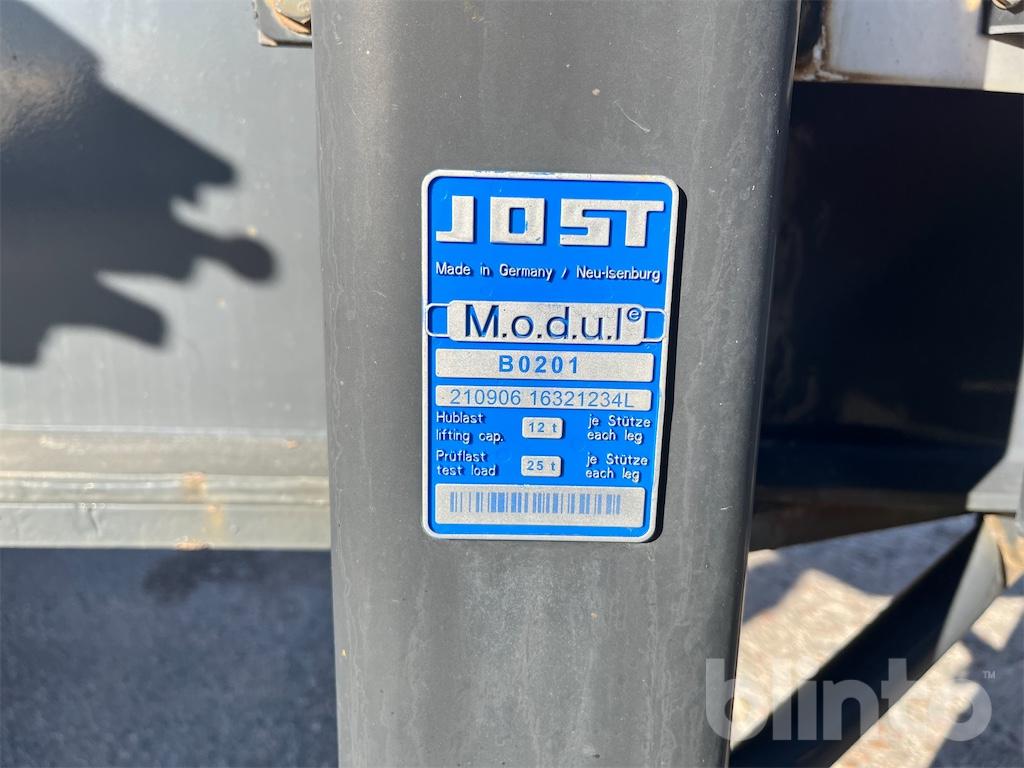 JOST
Made in Germany / Neu-Isenburg
M.o.d.u.l e
B0201
210906 16321234L
Hublast 12 t je Stütze
lifting cap. each leg
Prüflast 25 t je Stütze
test load each leg
blinto™